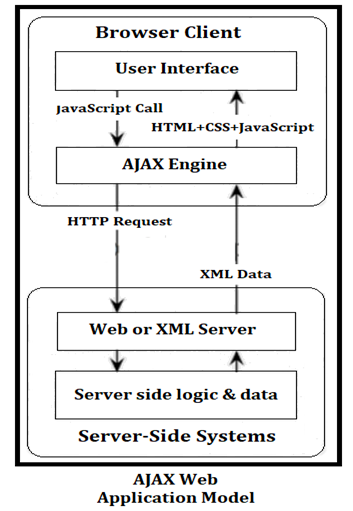 Browser Client
User Interface
JavaScript Call
HTML+CSS+JavaScript
AJAX Engine
HTTP Request
XML Data
Web or XML Server
Server side logic & data
Server-Side Systems
AJAX Web
Application Model